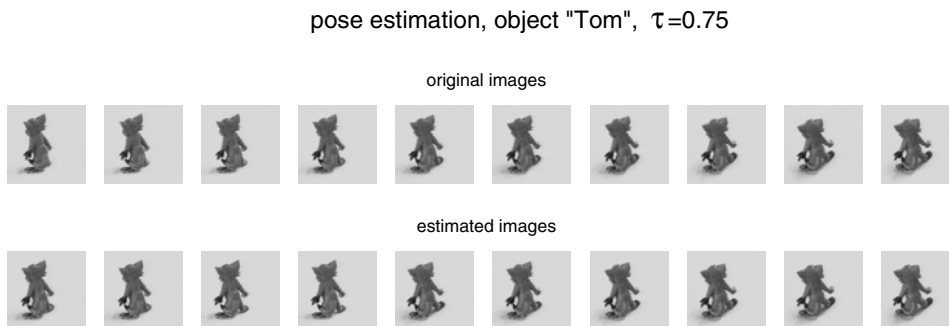 pose estimation, object "Tom", τ=0.75
original images
estimated images